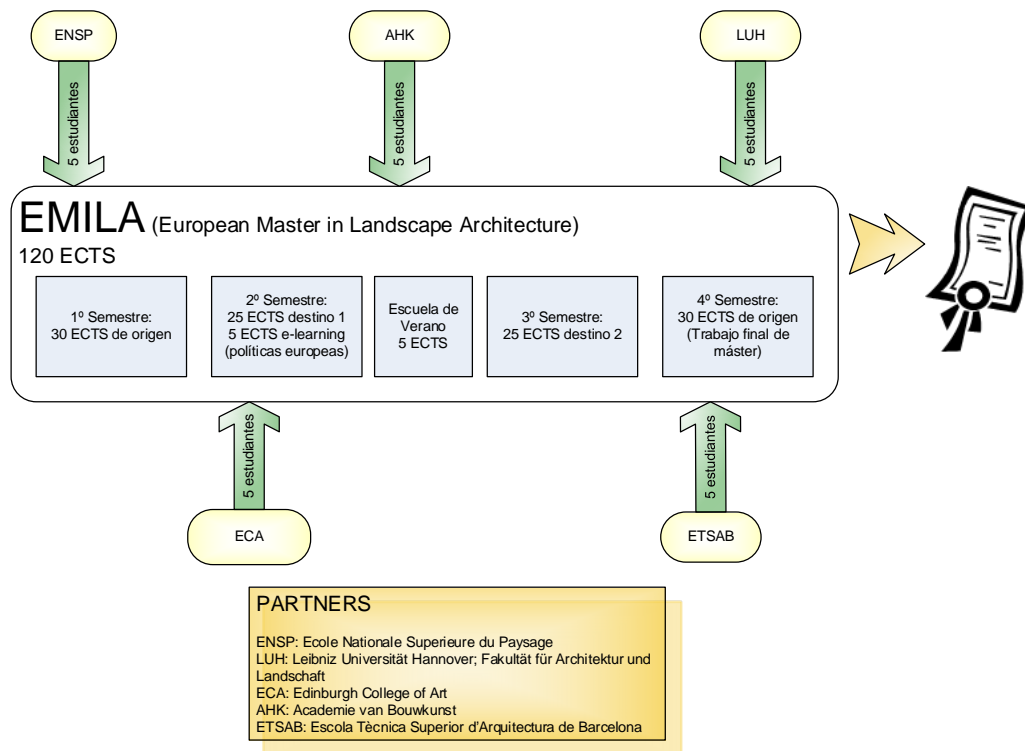 ENSP
AHK
LUH
5 estudiantes
5 estudiantes
5 estudiantes
EMILA (European Master in Landscape Architecture)
120 ECTS
1º Semestre:
30 ECTS de origen
2º Semestre:
25 ECTS destino 1
5 ECTS e-learning
(políticas europeas)
Escuela de
Verano
5 ECTS
3º Semestre:
25 ECTS destino 2
4º Semestre:
30 ECTS de origen
(Trabajo final de
máster)
5 estudiantes
5 estudiantes
ECA
ETSAB
PARTNERS
ENSP: Ecole Nationale Superieure du Paysage
LUH: Leibniz Universität Hannover; Fakultät für Architektur und
Landschaft
ECA: Edinburgh College of Art
AHK: Academie van Bouwkunst
ETSAB: Escola Tècnica Superior d'Arquitectura de Barcelona